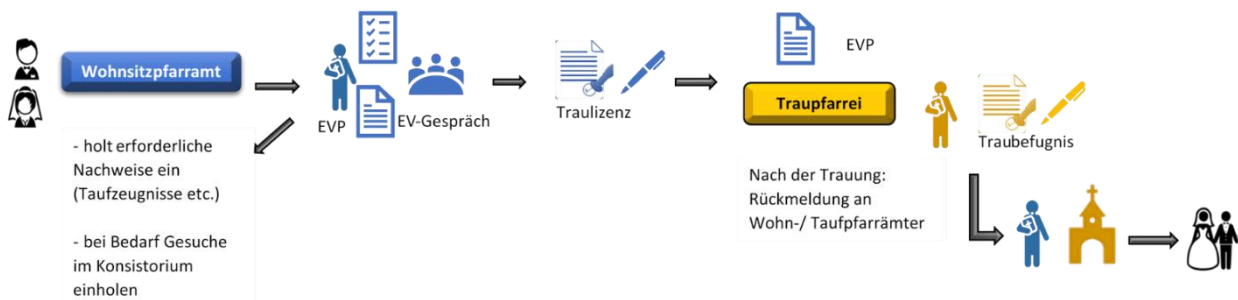 Wohnsitzpfarramt
- holt erforderliche
Nachweise ein
(Taufzeugnisse etc.)
- bei Bedarf Gesuche
im Konsistorium
einholen
EVP
EV-Gespräch
Traulizenz
EVP
Traupfarrei
Nach der Trauung:
Rückmeldung an
Wohn-/ Taufpfarrämter
Traubefugnis